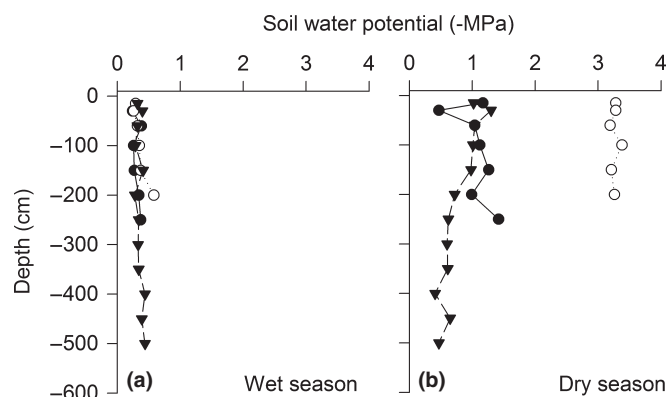 Soil water potential (-MPa)
0 1 2 3 4 0 1 2 3 4
0
−100
−200
−300
−400
−500
−600
Depth (cm)
(a) Wet season
(b) Dry season